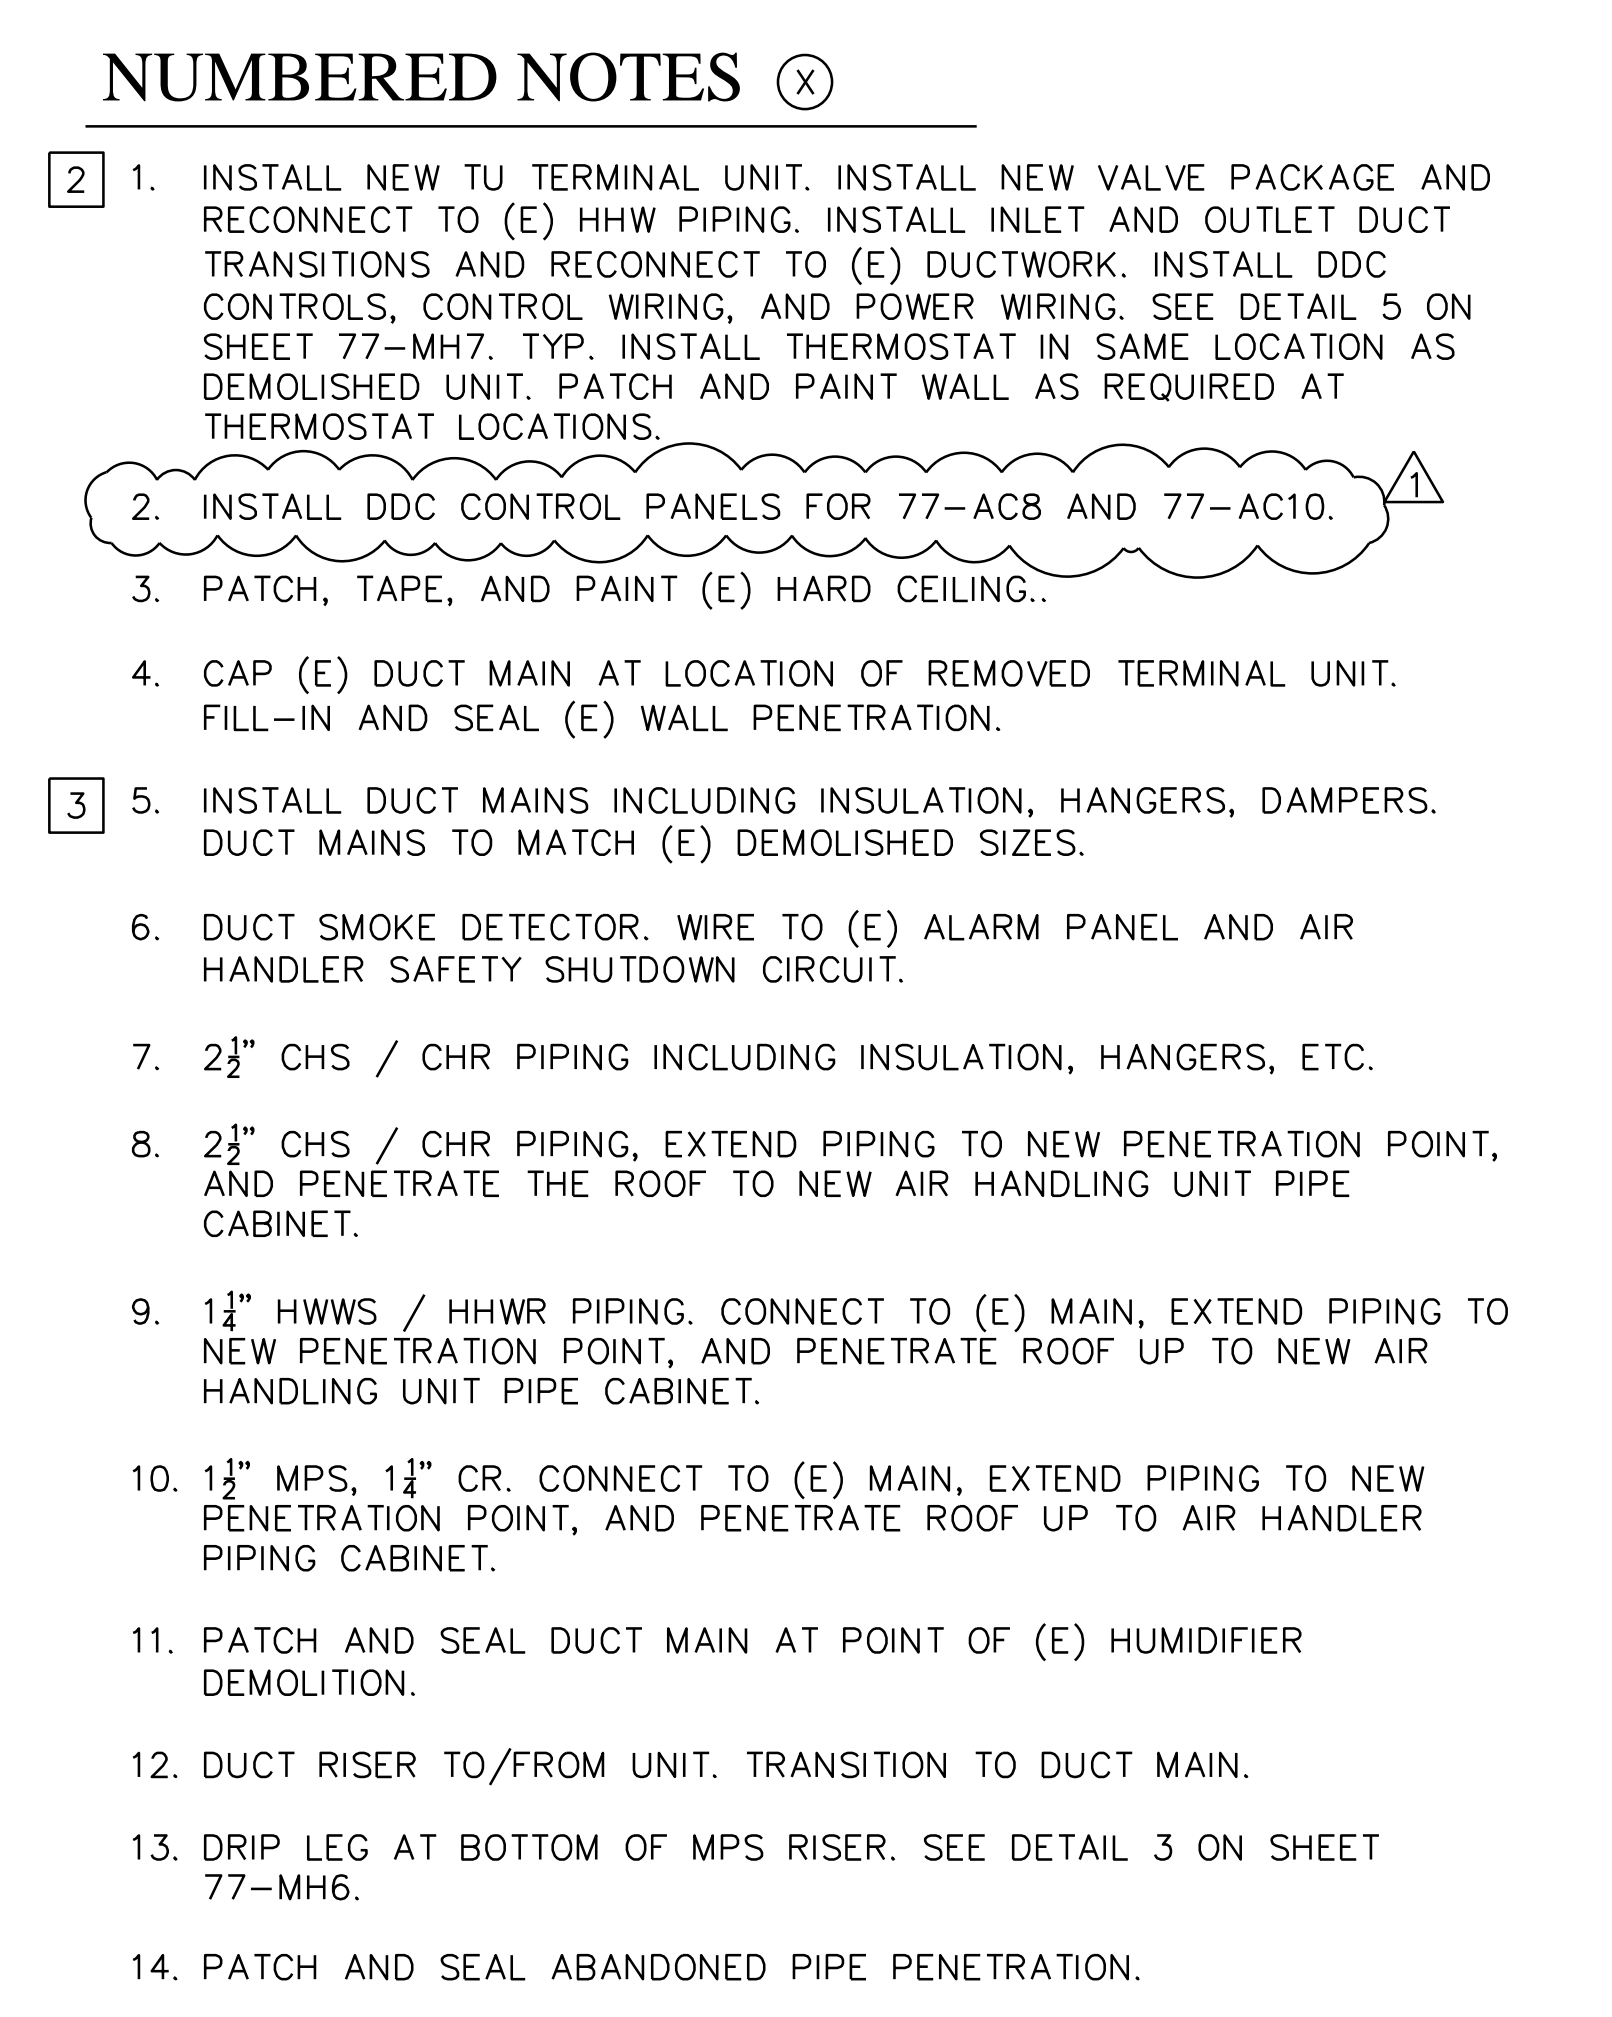 NUMBERED NOTES X
2 1. INSTALL NEW TU TERMINAL UNIT. INSTALL NEW VALVE PACKAGE AND
RECONNECT TO (E) HHW PIPING. INSTALL INLET AND OUTLET DUCT
TRANSITIONS AND RECONNECT TO (E) DUCTWORK. INSTALL DDC
CONTROLS, CONTROL WIRING, AND POWER WIRING. SEE DETAIL 5 ON
SHEET 77-MH7. TYP. INSTALL THERMOSTAT IN SAME LOCATION AS
DEMOLISHED UNIT. PATCH AND PAINT WALL AS REQUIRED AT
THERMOSTAT LOCATIONS.
2. INSTALL DDC CONTROL PANELS FOR 77-AC8 AND 77-AC10. 1
3. PATCH, TAPE, AND PAINT (E) HARD CEILING..
4. CAP (E) DUCT MAIN AT LOCATION OF REMOVED TERMINAL UNIT.
FILL-IN AND SEAL (E) WALL PENETRATION.
3 5. INSTALL DUCT MAINS INCLUDING INSULATION, HANGERS, DAMPERS.
DUCT MAINS TO MATCH (E) DEMOLISHED SIZES.
6. DUCT SMOKE DETECTOR. WIRE TO (E) ALARM PANEL AND AIR
HANDLER SAFETY SHUTDOWN CIRCUIT.
7. 2½" CHS / CHR PIPING INCLUDING INSULATION, HANGERS, ETC.
8. 2½" CHS / CHR PIPING, EXTEND PIPING TO NEW PENETRATION POINT,
AND PENETRATE THE ROOF TO NEW AIR HANDLING UNIT PIPE
CABINET.
9. 1¼" HWWS / HHWR PIPING. CONNECT TO (E) MAIN, EXTEND PIPING TO
NEW PENETRATION POINT, AND PENETRATE ROOF UP TO NEW AIR
HANDLING UNIT PIPE CABINET.
10. 1½" MPS, 1¼" CR. CONNECT TO (E) MAIN, EXTEND PIPING TO NEW
PENETRATION POINT, AND PENETRATE ROOF UP TO AIR HANDLER
PIPING CABINET.
11. PATCH AND SEAL DUCT MAIN AT POINT OF (E) HUMIDIFIER
DEMOLITION.
12. DUCT RISER TO/FROM UNIT. TRANSITION TO DUCT MAIN.
13. DRIP LEG AT BOTTOM OF MPS RISER. SEE DETAIL 3 ON SHEET
77-MH6.
14. PATCH AND SEAL ABANDONED PIPE PENETRATION.